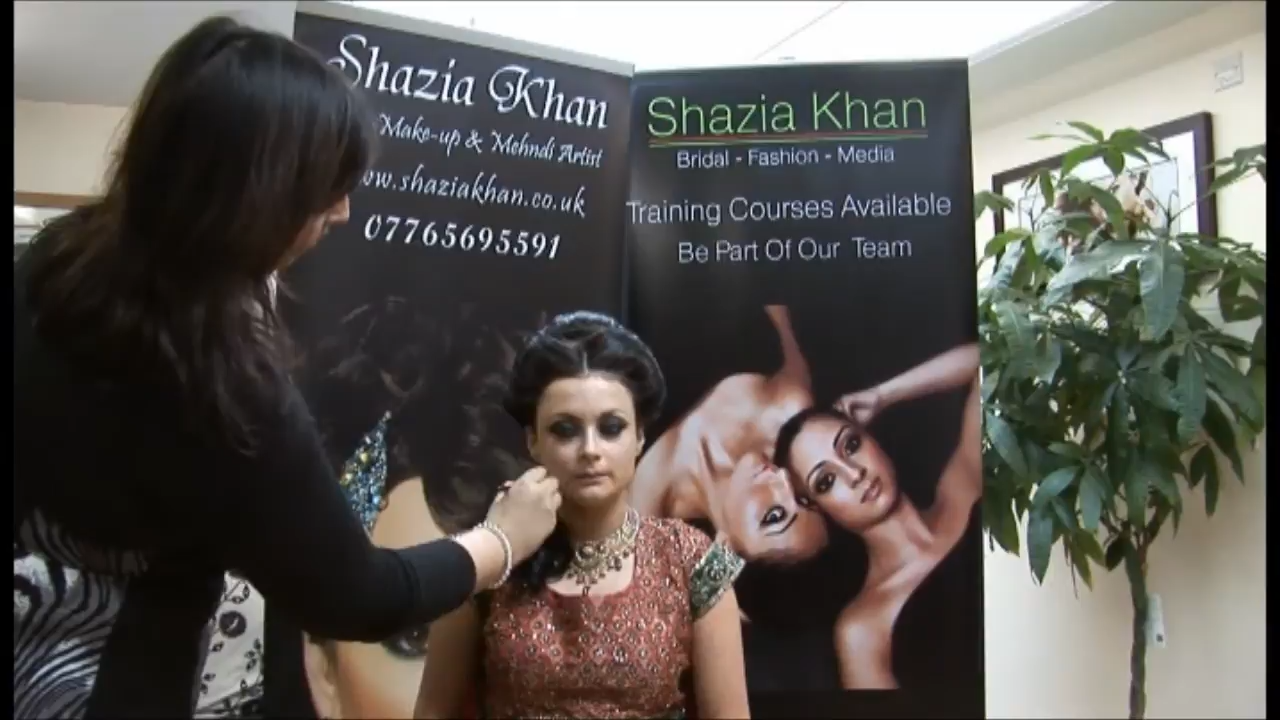 Shazia Khan
Make-up & Mehndi Artist
ww.shaziakhan.co.uk
07765695591
Shazia Khan
Bridal - Fashion - Media
Training Courses Available
Be Part Of Our Team